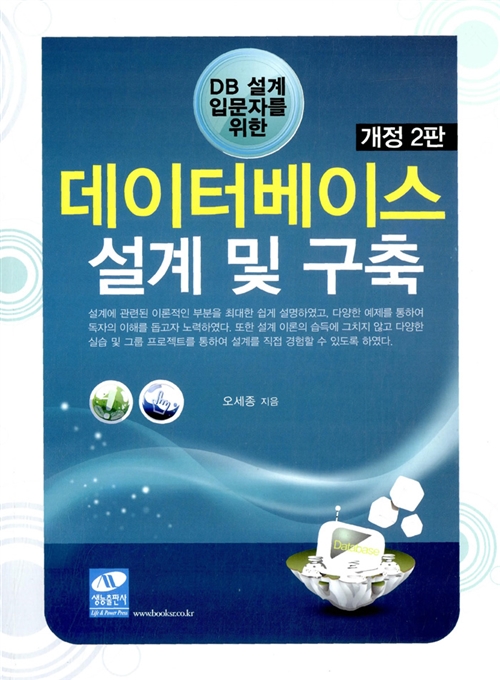 DB 설계
입문자를
위한
개정 2판
데이터베이스
설계 및 구축
설계에 관련된 이론적인 부분을 최대한 쉽게 설명하였고, 다양한 예제를 통하여
독자의 이해를 돕고자 노력하였다. 또한 설계 이론의 습득에 그치지 않고 다양한
실습 및 그룹 프로젝트를 통하여 설계를 직접 경험할 수 있도록 하였다.
오세종 지음
Database
생능출판사
Life & Power Press
www.booksr.co.kr